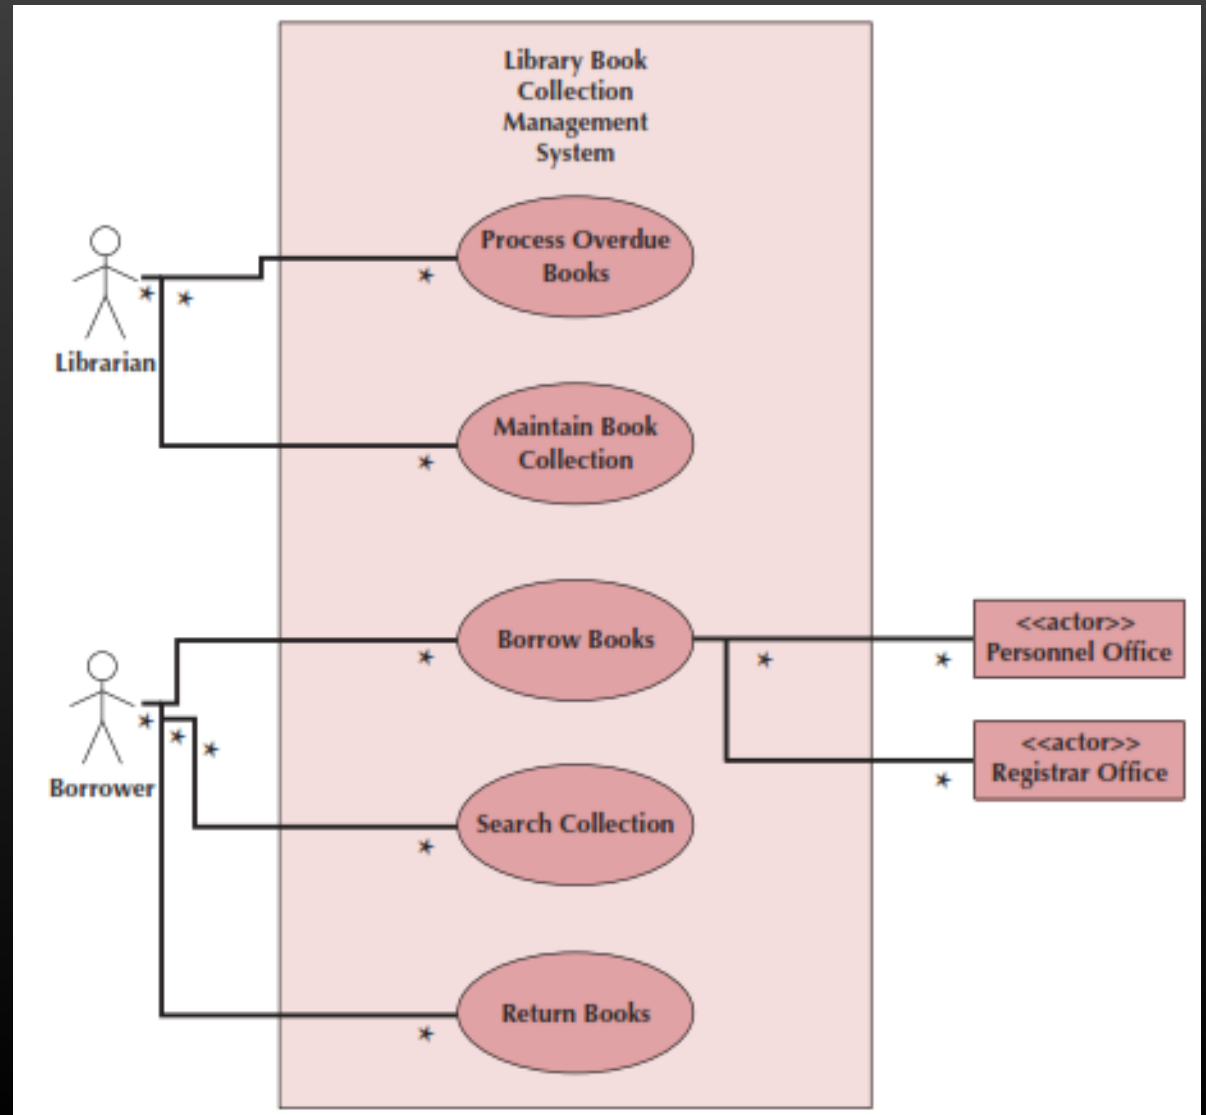 Library Book
Collection
Management
System
Process Overdue
Books
*
*
*
Librarian
Maintain Book
Collection
*
Borrow Books
*
*
*
<<actor>>
Personnel Office
*
*
*
Borrower
<<actor>>
Registrar Office
*
Search Collection
*
Return Books
*